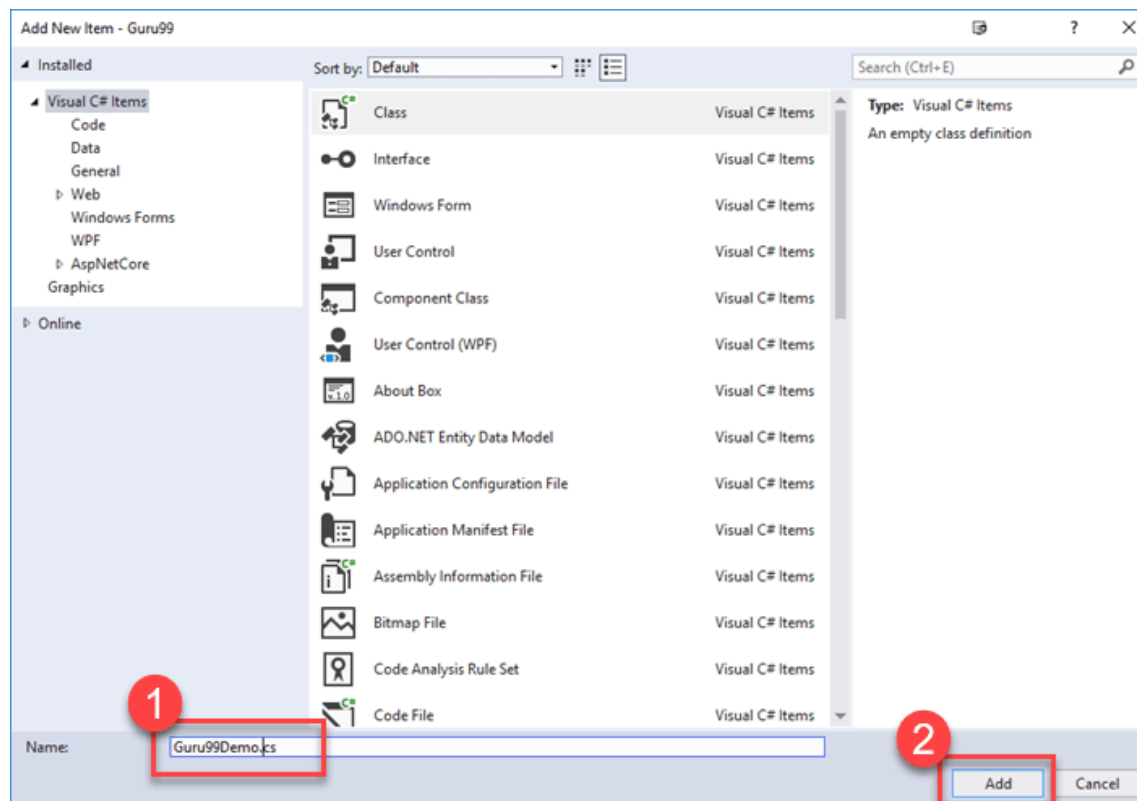 Add New Item - Guru99
?
Installed
Sort by: Default
Search (Ctrl+E)
Visual C# Items
Code
Data
General
Web
Windows Forms
WPF
AspNetCore
Graphics
Online
C# Class Visual C# Items
Interface Visual C# Items
Windows Form Visual C# Items
User Control Visual C# Items
Component Class Visual C# Items
User Control (WPF) Visual C# Items
v.1.0 About Box Visual C# Items
ADO.NET Entity Data Model Visual C# Items
Application Configuration File Visual C# Items
Application Manifest File Visual C# Items
C# Assembly Information File Visual C# Items
Bitmap File Visual C# Items
Code Analysis Rule Set Visual C# Items
C# Code File Visual C# Items
Type: Visual C# Items
An empty class definition
1
Name: Guru99Demo.cs
2
Add Cancel